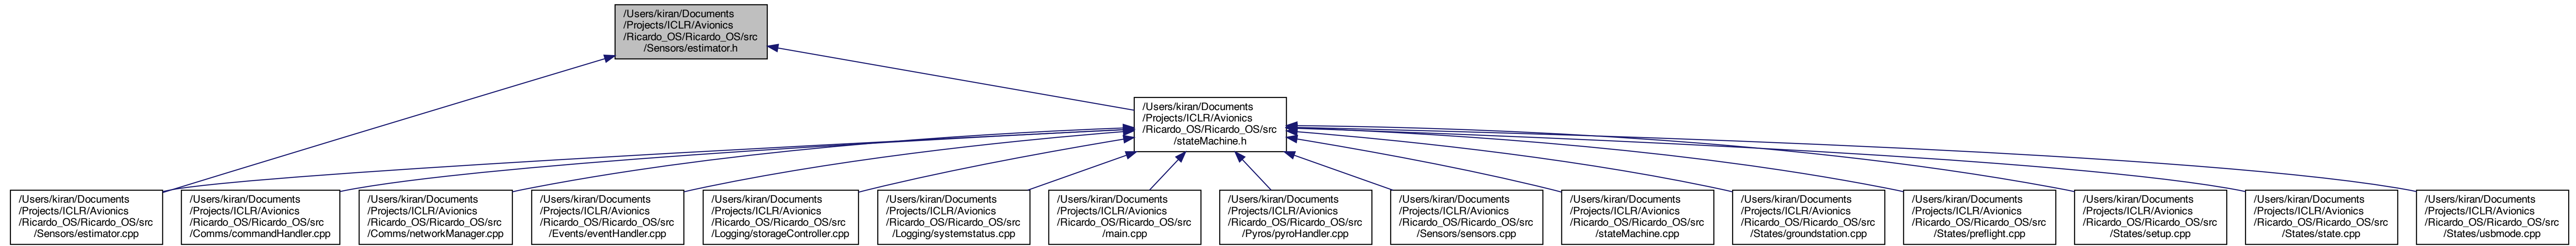 /Users/kiran/Documents
/Projects/ICLR/Avionics
/Ricardo_OS/Ricardo_OS/src
/Sensors/estimator.h
/Users/kiran/Documents
/Projects/ICLR/Avionics
/Ricardo_OS/Ricardo_OS/src
/stateMachine.h
/Users/kiran/Documents
/Projects/ICLR/Avionics
/Ricardo_OS/Ricardo_OS/src
/Sensors/estimator.cpp
/Users/kiran/Documents
/Projects/ICLR/Avionics
/Ricardo_OS/Ricardo_OS/src
/Comms/commandHandler.cpp
/Users/kiran/Documents
/Projects/ICLR/Avionics
/Ricardo_OS/Ricardo_OS/src
/Comms/networkManager.cpp
/Users/kiran/Documents
/Projects/ICLR/Avionics
/Ricardo_OS/Ricardo_OS/src
/Events/eventHandler.cpp
/Users/kiran/Documents
/Projects/ICLR/Avionics
/Ricardo_OS/Ricardo_OS/src
/Logging/storageController.cpp
/Users/kiran/Documents
/Projects/ICLR/Avionics
/Ricardo_OS/Ricardo_OS/src
/Logging/systemstatus.cpp
/Users/kiran/Documents
/Projects/ICLR/Avionics
/Ricardo_OS/Ricardo_OS/src
/main.cpp
/Users/kiran/Documents
/Projects/ICLR/Avionics
/Ricardo_OS/Ricardo_OS/src
/Pyros/pyroHandler.cpp
/Users/kiran/Documents
/Projects/ICLR/Avionics
/Ricardo_OS/Ricardo_OS/src
/Sensors/sensors.cpp
/Users/kiran/Documents
/Projects/ICLR/Avionics
/Ricardo_OS/Ricardo_OS/src
/stateMachine.cpp
/Users/kiran/Documents
/Projects/ICLR/Avionics
/Ricardo_OS/Ricardo_OS/src
/States/groundstation.cpp
/Users/kiran/Documents
/Projects/ICLR/Avionics
/Ricardo_OS/Ricardo_OS/src
/States/preflight.cpp
/Users/kiran/Documents
/Projects/ICLR/Avionics
/Ricardo_OS/Ricardo_OS/src
/States/setup.cpp
/Users/kiran/Documents
/Projects/ICLR/Avionics
/Ricardo_OS/Ricardo_OS/src
/States/state.cpp
/Users/kiran/Documents
/Projects/ICLR/Avionics
/Ricardo_OS/Ricardo_OS/src
/States/usbmode.cpp